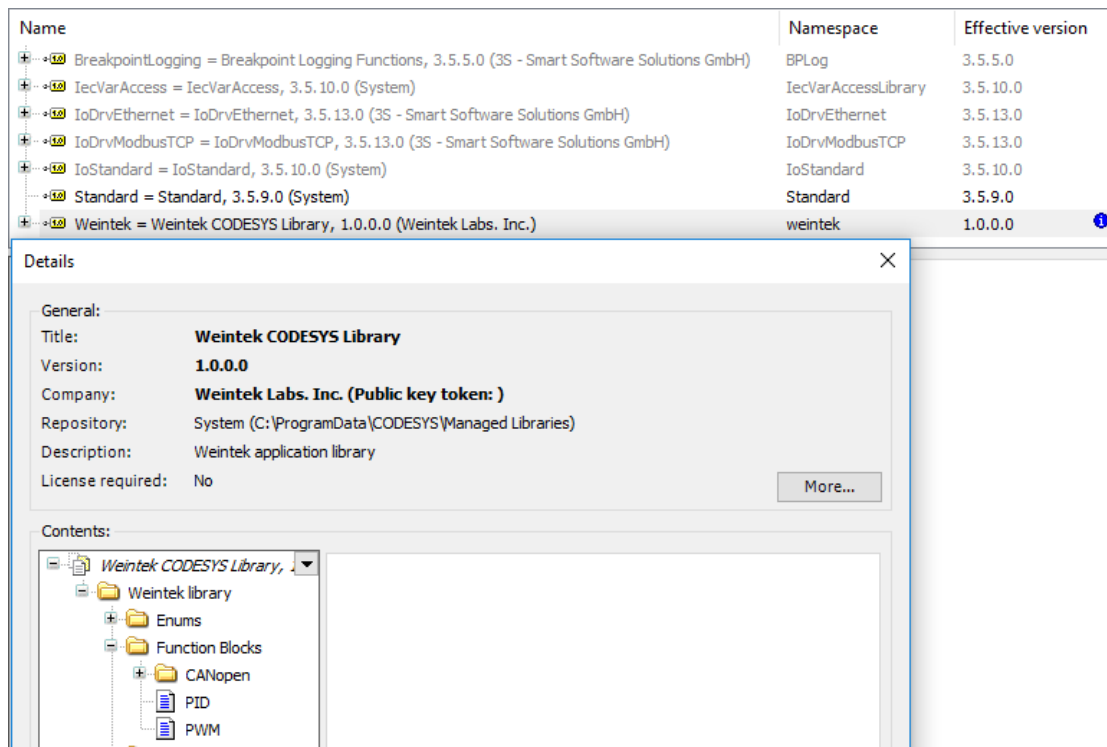 Name Namespace Effective version
BreakpointLogging = Breakpoint Logging Functions, 3.5.5.0 (3S - Smart Software Solutions GmbH) BPLog 3.5.5.0
IecVarAccess = IecVarAccess, 3.5.10.0 (System) IecVarAccessLibrary 3.5.10.0
IoDrvEthernet = IoDrvEthernet, 3.5.13.0 (3S - Smart Software Solutions GmbH) IoDrvEthernet 3.5.13.0
IoDrvModbusTCP = IoDrvModbusTCP, 3.5.13.0 (3S - Smart Software Solutions GmbH) IoDrvModbusTCP 3.5.13.0
IoStandard = IoStandard, 3.5.10.0 (System) IoStandard 3.5.10.0
Standard = Standard, 3.5.9.0 (System) Standard 3.5.9.0
Weintek = Weintek CODESYS Library, 1.0.0.0 (Weintek Labs. Inc.) weintek 1.0.0.0
Details
General:
Title: Weintek CODESYS Library
Version: 1.0.0.0
Company: Weintek Labs. Inc. (Public key token: )
Repository: System (C:\ProgramData\CODESYS\Managed Libraries)
Description: Weintek application library
License required: No
More...
Contents:
Weintek CODESYS Library,
Weintek library
Enums
Function Blocks
CANopen
PID
PWM